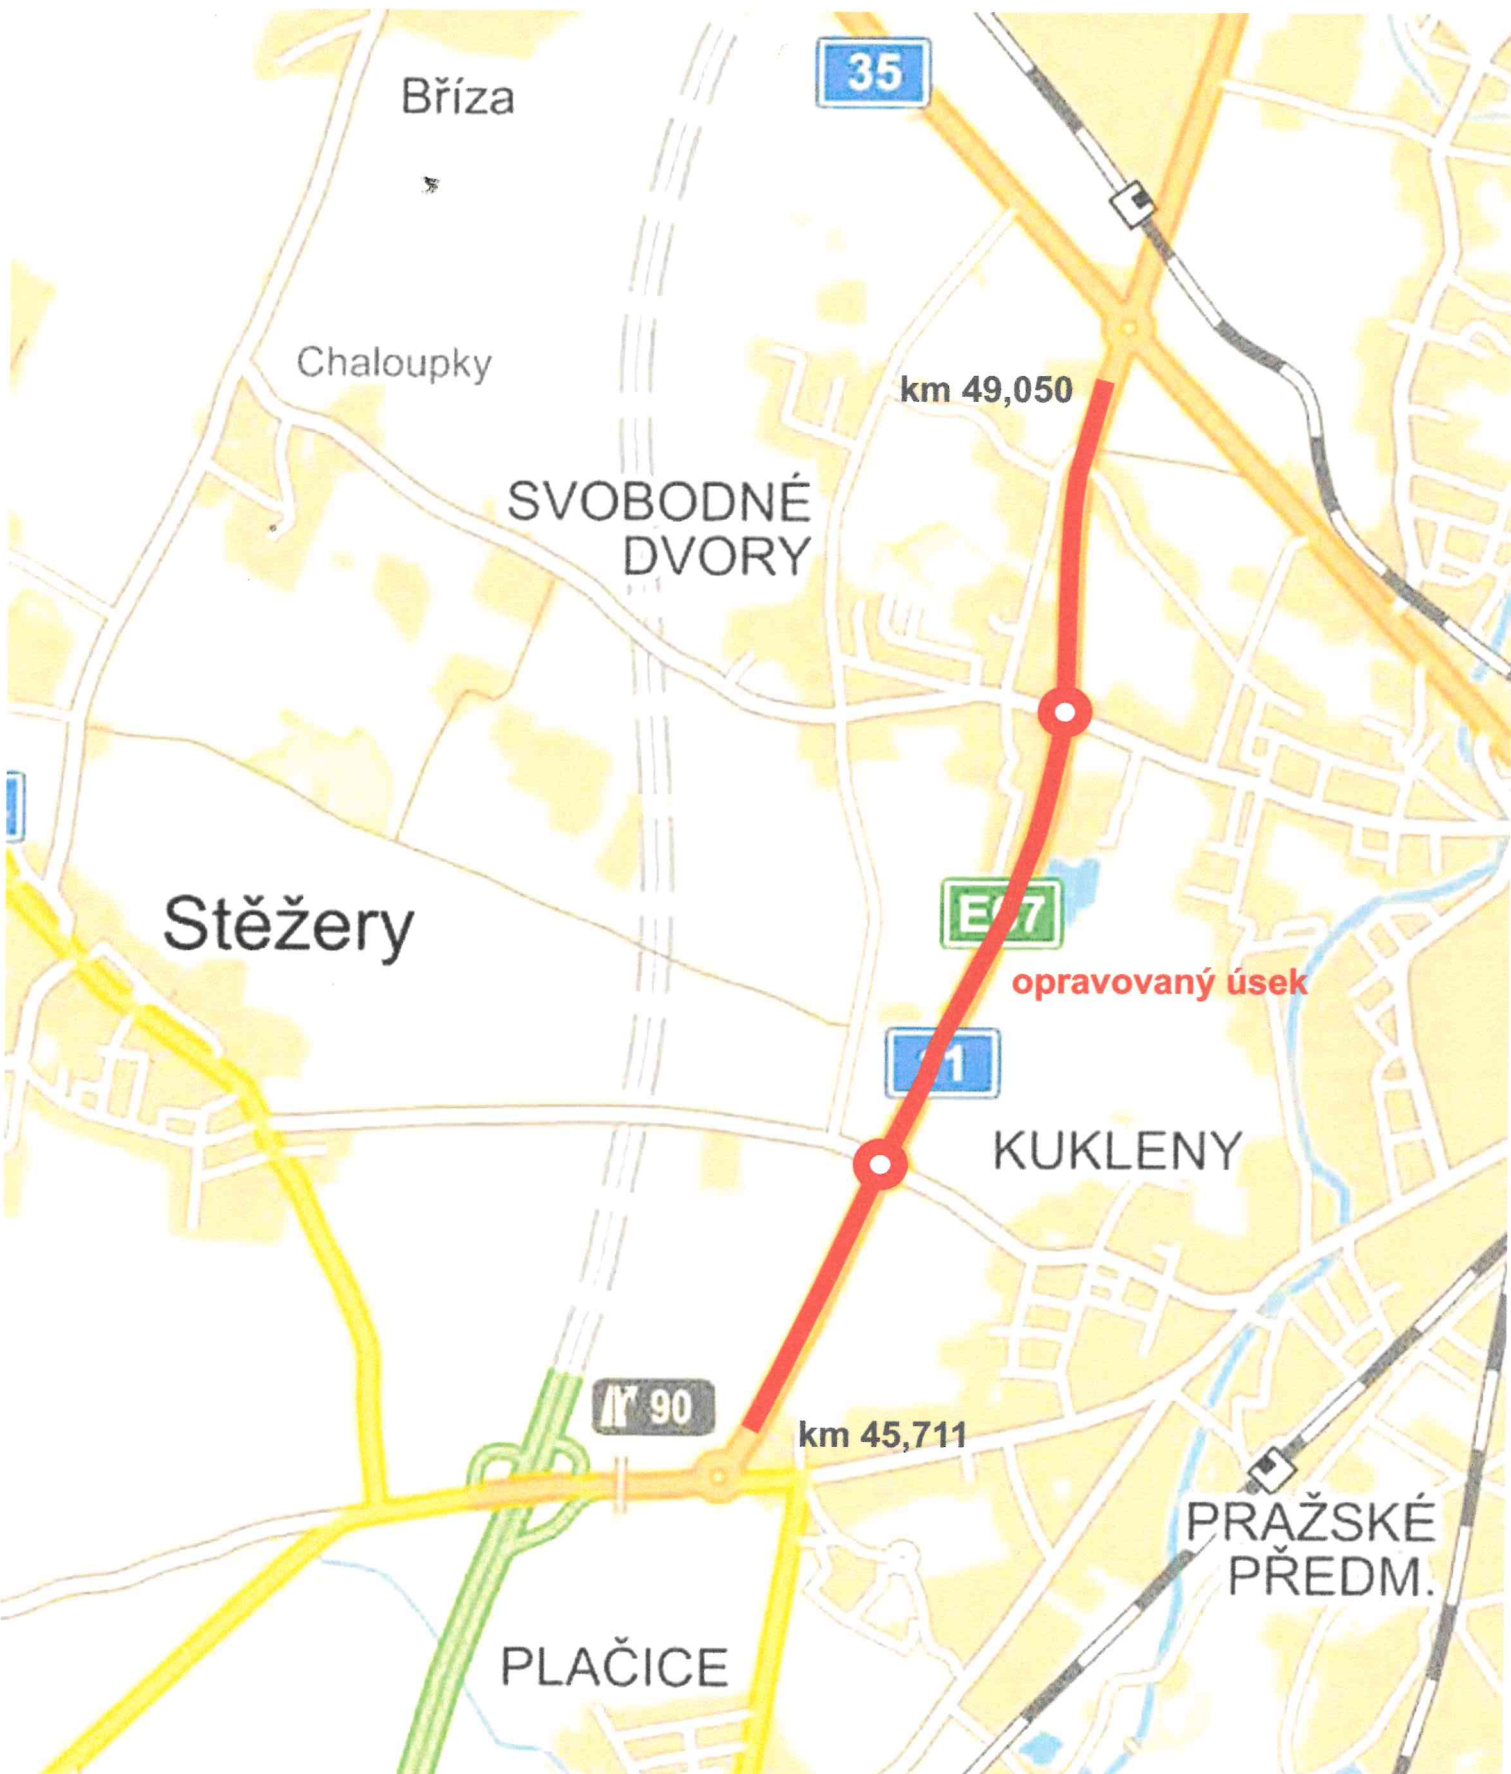 35
Bříza
Chaloupky
km 49,050
SVOBODNÉ
DVORY
Stěžery
opravovaný úsek
KUKLENY
90
km 45,711
PRAŽSKÉ
PŘEDM.
PLAČICE